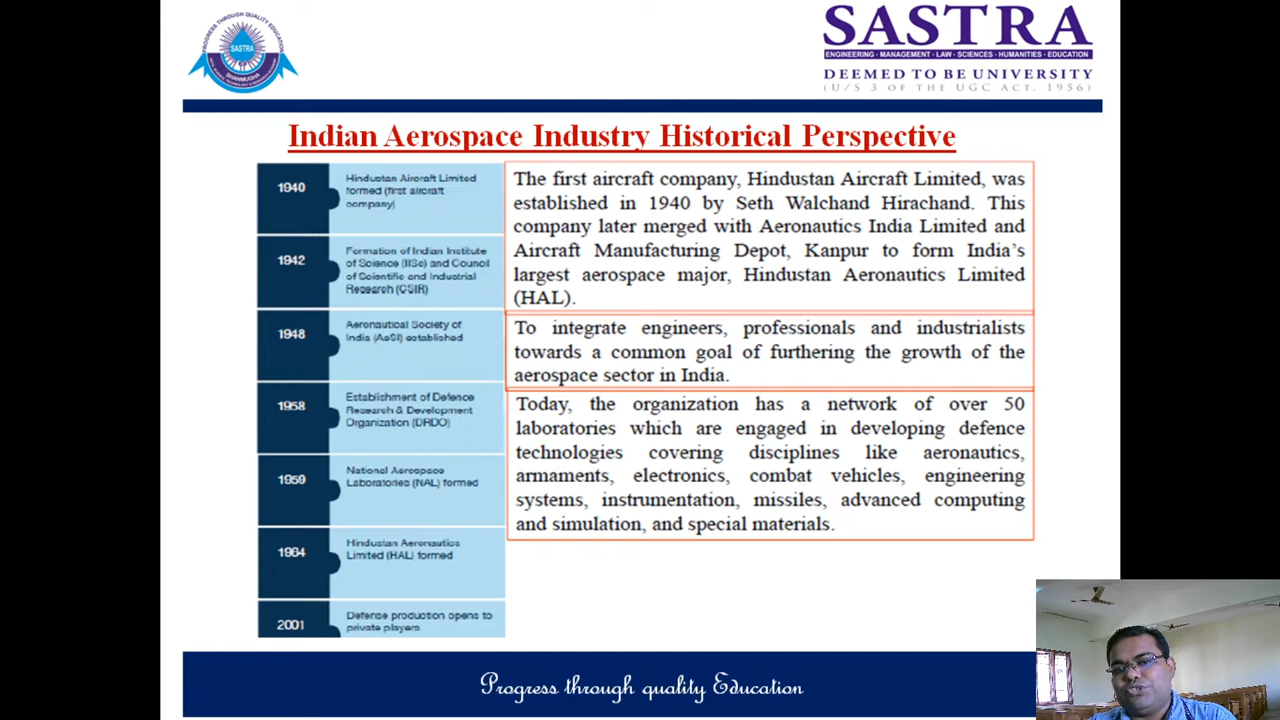 PROGRESS THROUGH QUALITY EDUCATION
SASTRA
SHANMUGHA
SASTRA
ENGINEERING · MANAGEMENT · LAW · SCIENCES · HUMANITIES · EDUCATION
DEEMED TO BE UNIVERSITY
(U/S 3 OF THE UGC ACT, 1956)
Indian Aerospace Industry Historical Perspective
1940
Hindustan Aircraft Limited
formed (first aircraft
company)
1942
Formation of Indian Institute
of Science (IISc) and Council
of Scientific and Industrial
Research (CSIR)
1948
Aeronautical Society of
India (AeSI) established
1958
Establishment of Defence
Research & Development
Organization (DRDO)
1959
National Aerospace
Laboratories (NAL) formed
1964
Hindustan Aeronautics
Limited (HAL) formed
2001
Defense production opens to
private players
The first aircraft company, Hindustan Aircraft Limited, was
established in 1940 by Seth Walchand Hirachand. This
company later merged with Aeronautics India Limited and
Aircraft Manufacturing Depot, Kanpur to form India's
largest aerospace major, Hindustan Aeronautics Limited
(HAL).
To integrate engineers, professionals and industrialists
towards a common goal of furthering the growth of the
aerospace sector in India.
Today, the organization has a network of over 50
laboratories which are engaged in developing defence
technologies covering disciplines like aeronautics,
armaments, electronics, combat vehicles, engineering
systems, instrumentation, missiles, advanced computing
and simulation, and special materials.
Progress through quality Education